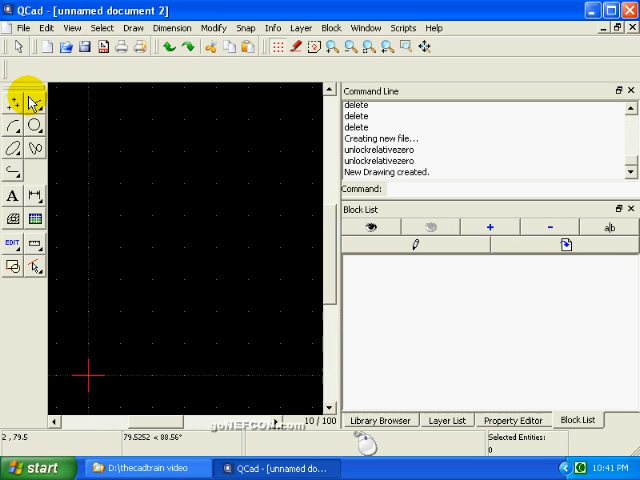 QCad - [unnamed document 2]
File Edit View Select Draw Dimension Modify Snap Info Layer Block Window Scripts Help
Command Line
delete
delete
delete
Creating new file...
unlockrelativezero
unlockrelativezero
New Drawing created.
Command:
Block List
a|b
A
EDIT
10 / 100
Library Browser Layer List Property Editor Block List
goNEFCON.com
2 , 79.5
79.5252 < 88.56°
Selected Entities:
0
start D:\thecadtrain video QCad - [unnamed do... 10:41 PM